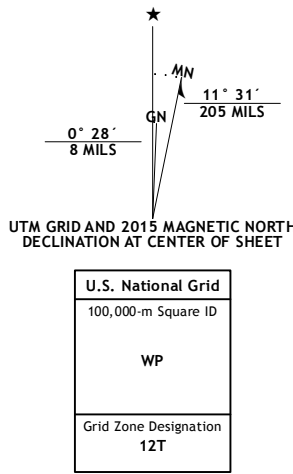 ★
MN
GN
11° 31´
205 MILS
0° 28´
8 MILS
UTM GRID AND 2015 MAGNETIC NORTH
DECLINATION AT CENTER OF SHEET
U.S. National Grid
100,000-m Square ID
WP
Grid Zone Designation
12T